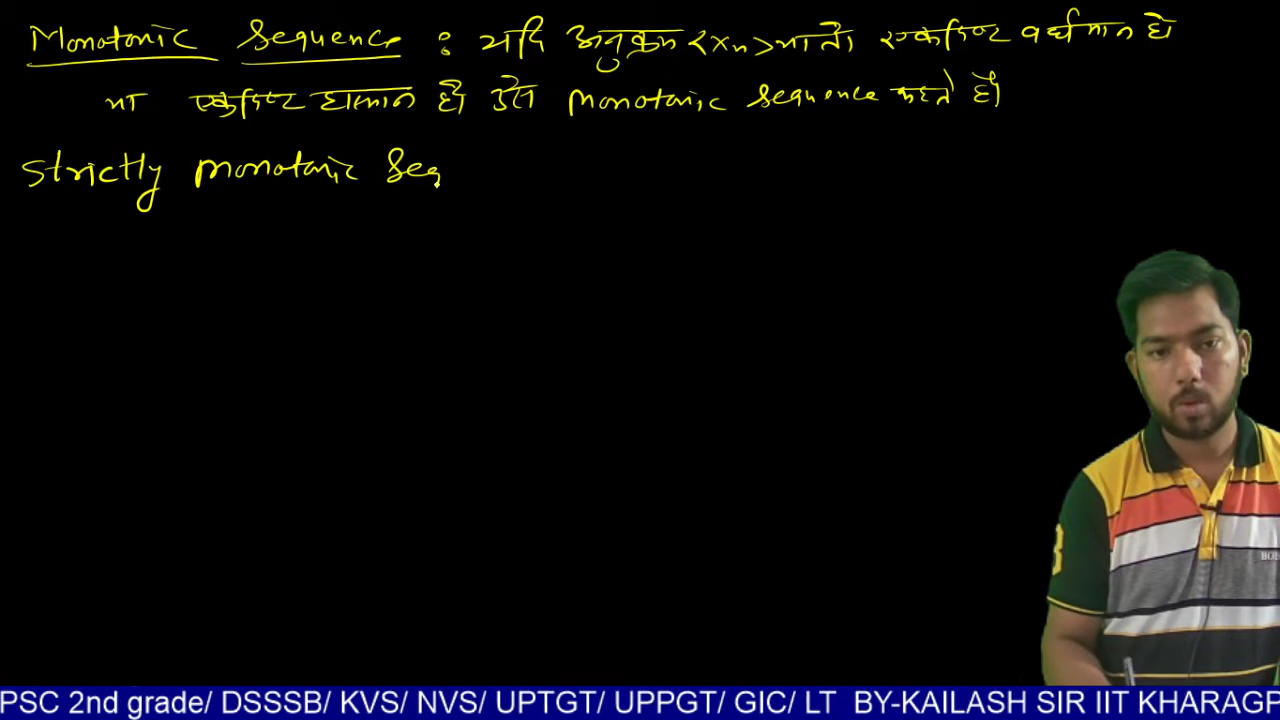 Monotonic Sequence : यदि अनुक्रम <xn> या तो एकदिष्ट वर्धमान हो
या एकदिष्ट ह्रासमान हो उसे monotonic sequence कहते हैं
Strictly monotonic Seq
PSC 2nd grade/ DSSSB/ KVS/ NVS/ UPTGT/ UPPGT/ GIC/ LT BY-KAILASH SIR IIT KHARAGP